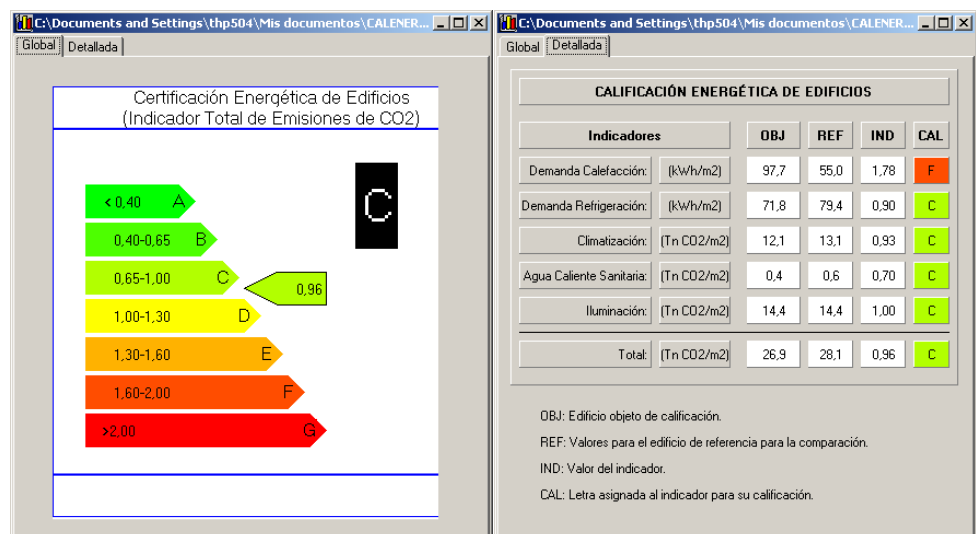 C:\Documents and Settings\thp504\Mis documentos\CALENER...
Global Detallada
Certificación Energética de Edificios
(Indicador Total de Emisiones de CO2)
C
< 0,40 A
0,40-0,65 B
0,65-1,00 C
0,96
1,00-1,30 D
1,30-1,60 E
1,60-2,00 F
>2,00 G
C:\Documents and Settings\thp504\Mis documentos\CALENER...
Global Detallada
CALIFICACIÓN ENERGÉTICA DE EDIFICIOS
Indicadores OBJ REF IND CAL
Demanda Calefacción: (kWh/m2) 97,7 55,0 1,78 F
Demanda Refrigeración: (kWh/m2) 71,8 79,4 0,90 C
Climatización: (Tn CO2/m2) 12,1 13,1 0,93 C
Agua Caliente Sanitaria: (Tn CO2/m2) 0,4 0,6 0,70 C
Iluminación: (Tn CO2/m2) 14,4 14,4 1,00 C
Total: (Tn CO2/m2) 26,9 28,1 0,96 C
OBJ: Edificio objeto de calificación.
REF: Valores para el edificio de referencia para la comparación.
IND: Valor del indicador.
CAL: Letra asignada al indicador para su calificación.